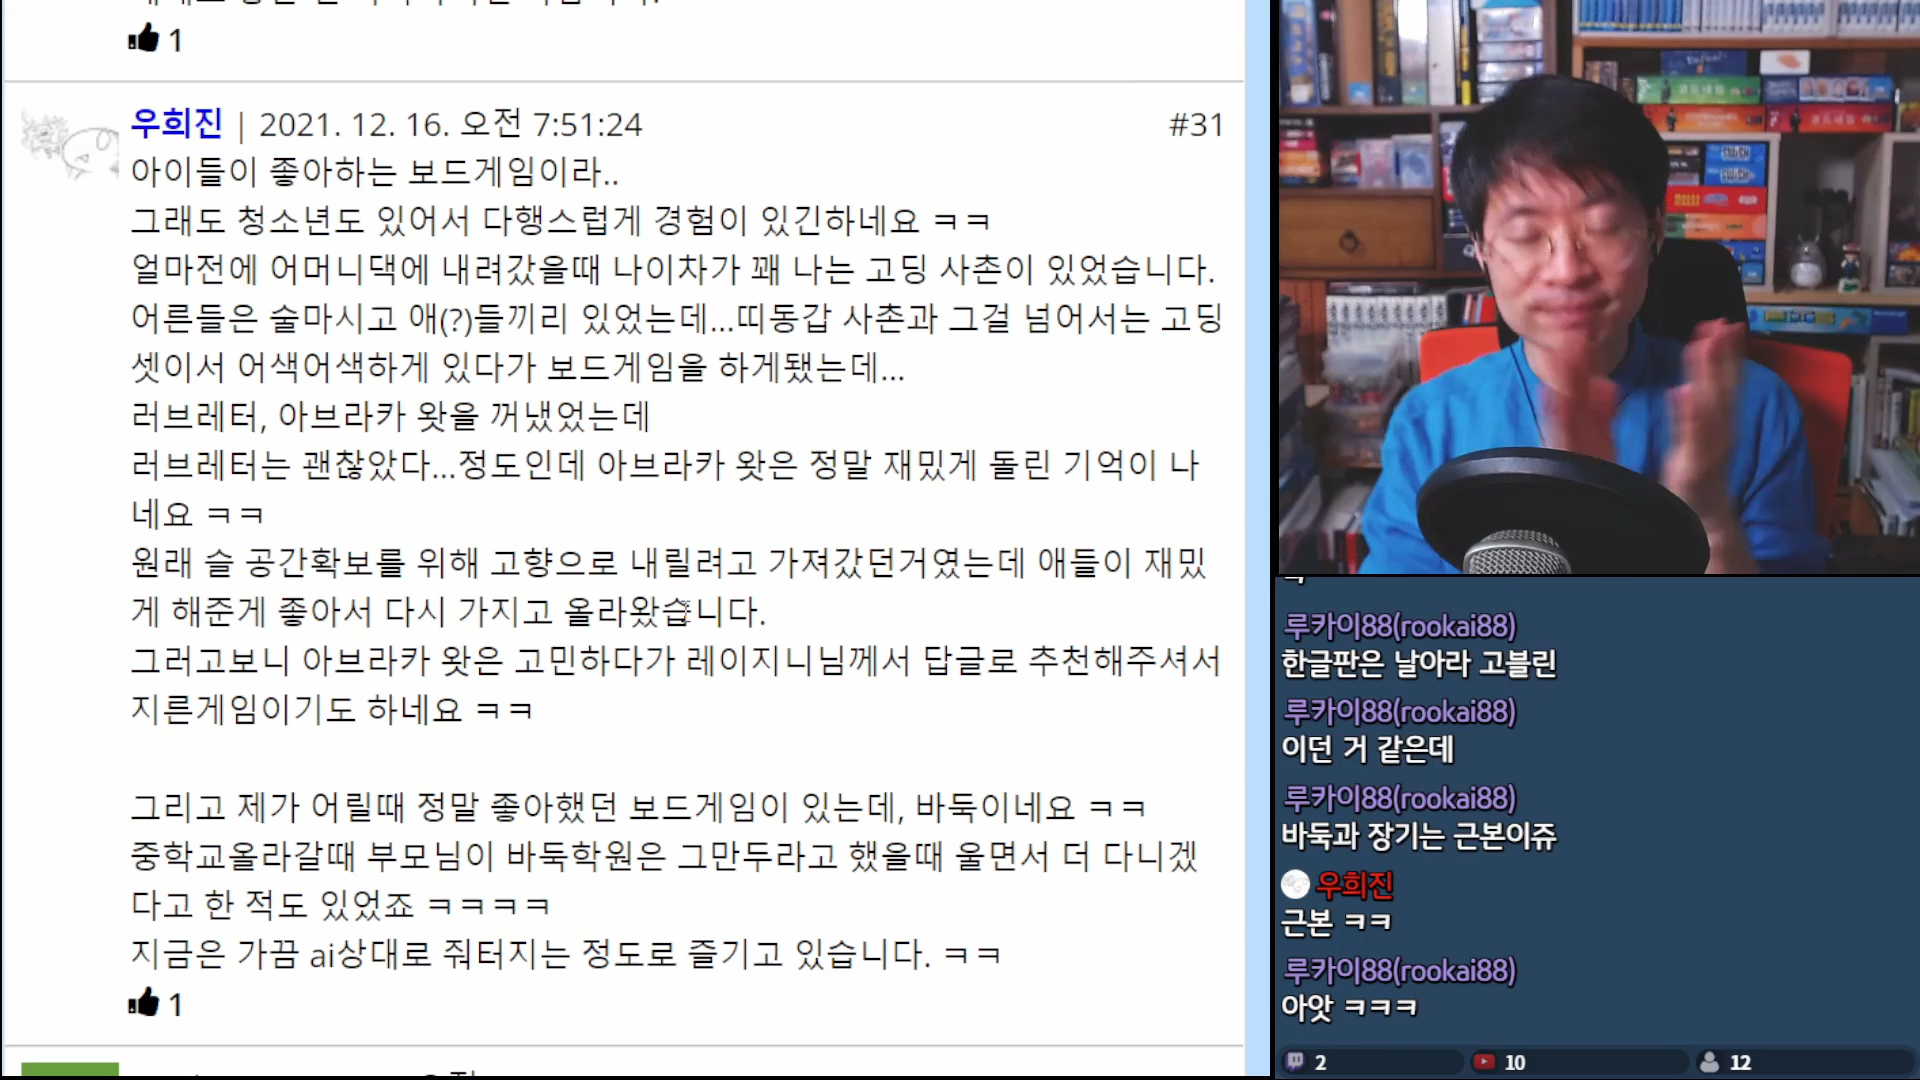 1
우희진 | 2021. 12. 16. 오전 7:51:24
#31
아이들이 좋아하는 보드게임이라..
그래도 청소년도 있어서 다행스럽게 경험이 있긴하네요 ㅋㅋ
얼마전에 어머니댁에 내려갔을때 나이차가 꽤 나는 고딩 사촌이 있었습니다.
어른들은 술마시고 애(?)들끼리 있었는데...띠동갑 사촌과 그걸 넘어서는 고딩
셋이서 어색어색하게 있다가 보드게임을 하게됐는데...
러브레터, 아브라카 왓을 꺼냈었는데
러브레터는 괜찮았다...정도인데 아브라카 왓은 정말 재밌게 돌린 기억이 나
네요 ㅋㅋ
원래 슬 공간확보를 위해 고향으로 내릴려고 가져갔던거였는데 애들이 재밌
게 해준게 좋아서 다시 가지고 올라왔습니다.
그러고보니 아브라카 왓은 고민하다가 레이지니님께서 답글로 추천해주셔서
지른게임이기도 하네요 ㅋㅋ
그리고 제가 어릴때 정말 좋아했던 보드게임이 있는데, 바둑이네요 ㅋㅋ
중학교올라갈때 부모님이 바둑학원은 그만두라고 했을때 울면서 더 다니겠
다고 한 적도 있었죠 ㅋㅋㅋㅋ
지금은 가끔 ai상대로 줘터지는 정도로 즐기고 있습니다. ㅋㅋ
1
루카이88(rookai88)
한글판은 날아라 고블린
루카이88(rookai88)
이던 거 같은데
루카이88(rookai88)
바둑과 장기는 근본이쥬
우희진
근본 ㅋㅋ
루카이88(rookai88)
아앗 ㅋㅋㅋ
2
10
12